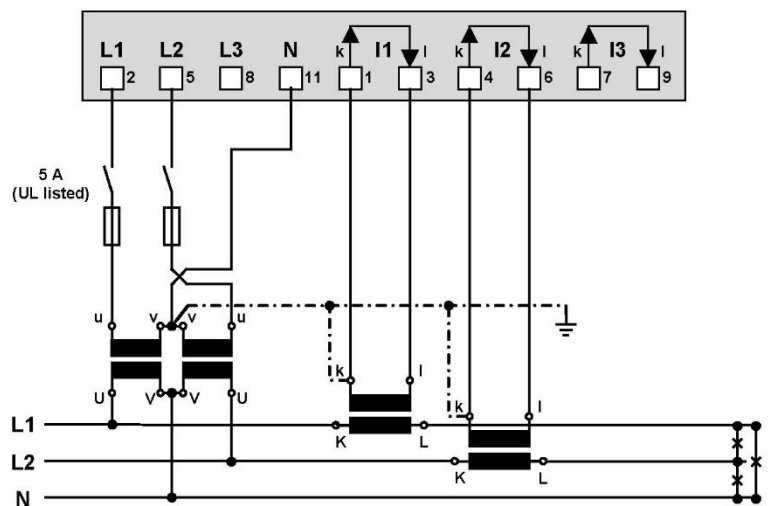 L1 L2 L3 N k I1 l k I2 l k I3 l
2 5 8 11 1 3 4 6 7 9
5 A
(UL listed)
u v v u
k l
U V V U
k l
L1 K L
L2 K L
N